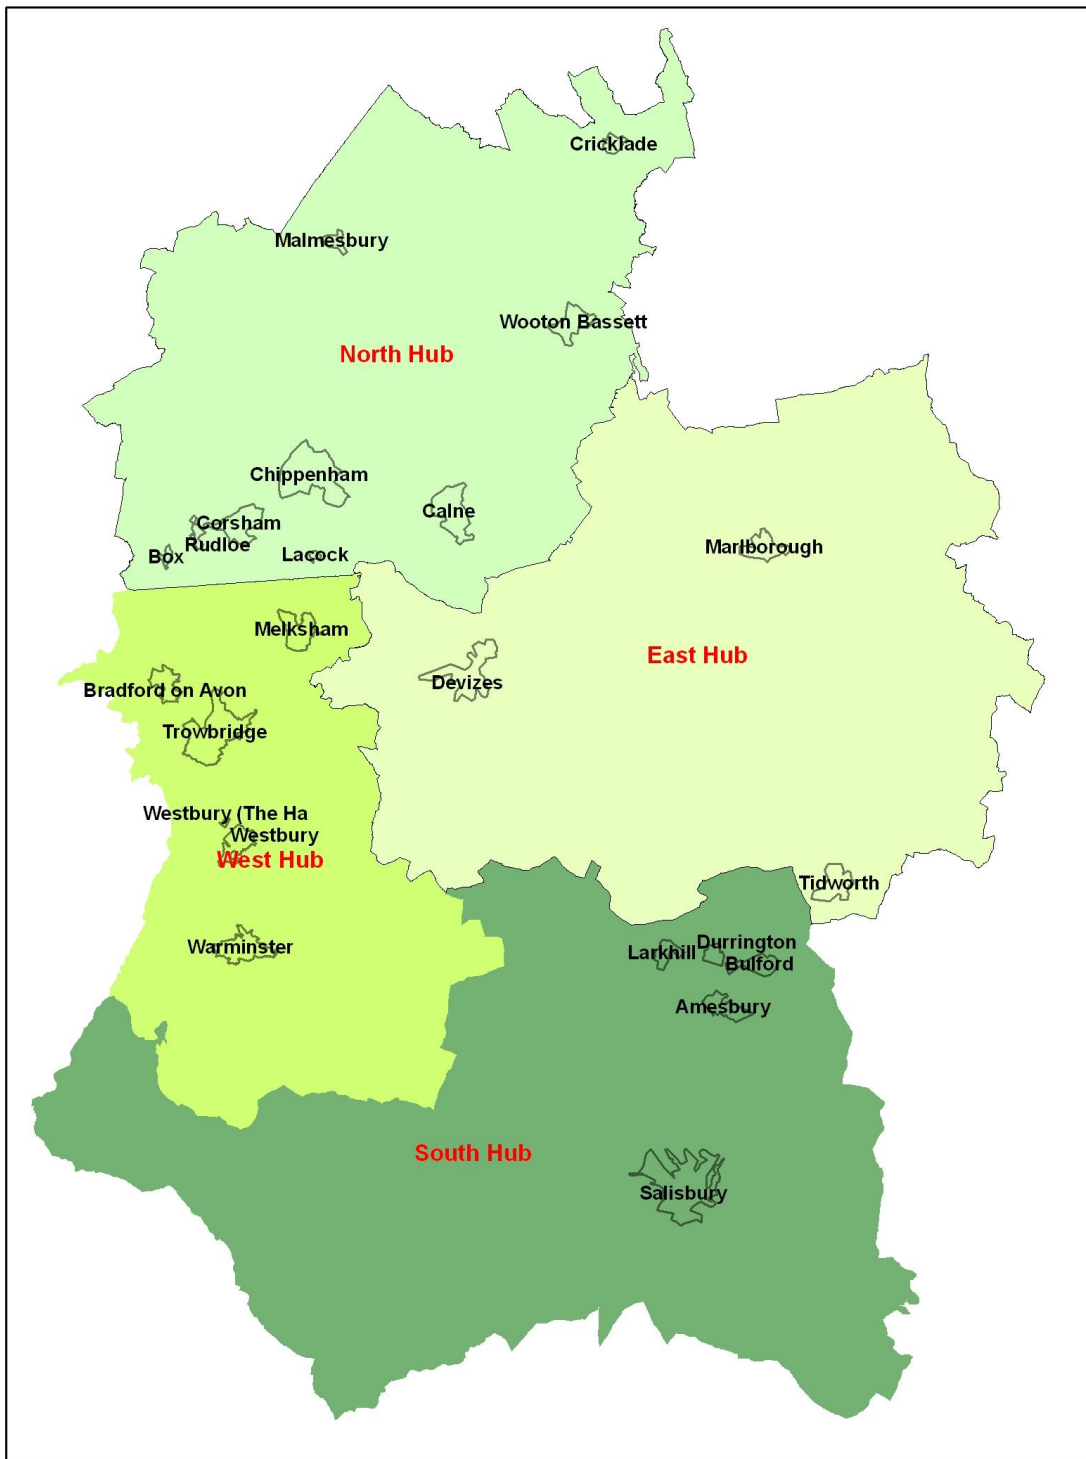 Cricklade
Malmesbury
Wooton Bassett
North Hub
Chippenham
Calne
Corsham
Rudloe
Box
Lacock
Marlborough
Melksham
East Hub
Devizes
Bradford on Avon
Trowbridge
Westbury (The Ha
Westbury
West Hub
Tidworth
Warminster
Durrington
Larkhill
Bulford
Amesbury
South Hub
Salisbury